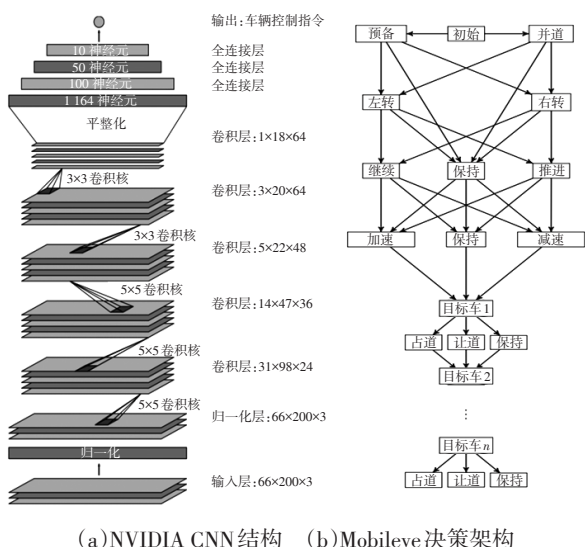 输出:车辆控制指令
10 神经元
全连接层
50 神经元
全连接层
100 神经元
全连接层
1 164 神经元
平整化
卷积层:1×18×64
3×3 卷积核
卷积层:3×20×64
3×3 卷积核
卷积层:5×22×48
5×5 卷积核
卷积层:14×47×36
5×5 卷积核
卷积层:31×98×24
5×5 卷积核
归一化层:66×200×3
归一化
输入层:66×200×3
(a)NVIDIA CNN结构
预备 初始 并道
左转 右转
继续 保持 推进
加速 保持 减速
目标车1
占道 让道 保持
目标车2
⋮
目标车n
占道 让道 保持
(b)Mobileye决策架构